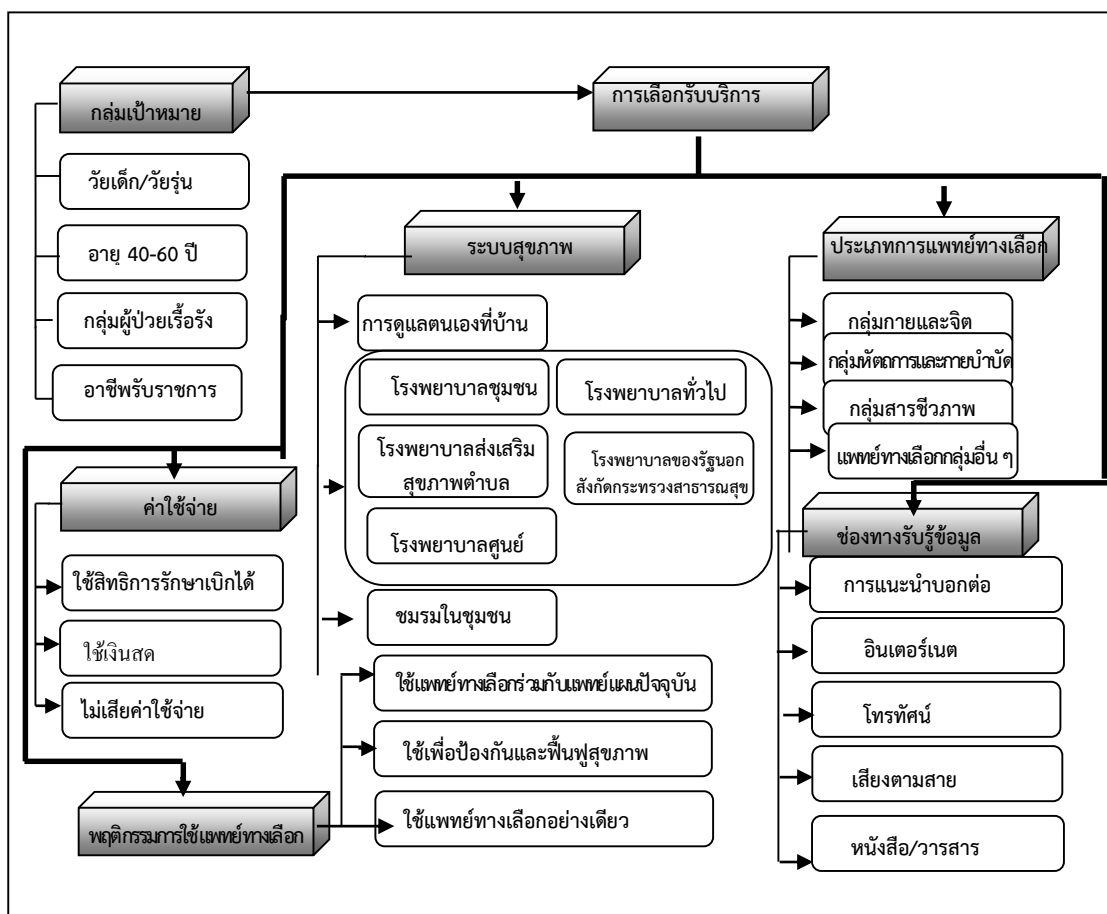 กลุ่มเป้าหมาย
การเลือกรับบริการ
วัยเด็ก/วัยรุ่น
อายุ 40-60 ปี
กลุ่มผู้ป่วยเรื้อรัง
อาชีพรับราชการ
ระบบสุขภาพ
การดูแลตนเองที่บ้าน
โรงพยาบาลชุมชน
โรงพยาบาลทั่วไป
โรงพยาบาลส่งเสริม
สุขภาพตำบล
โรงพยาบาลของรัฐนอก
สังกัดกระทรวงสาธารณสุข
โรงพยาบาลศูนย์
ชมรมในชุมชน
ประเภทการแพทย์ทางเลือก
กลุ่มกายและจิต
กลุ่มหัตถการและกายบำบัด
กลุ่มสารชีวภาพ
แพทย์ทางเลือกกลุ่มอื่น ๆ
ค่าใช้จ่าย
ใช้สิทธิการรักษาเบิกได้
ใช้เงินสด
ไม่เสียค่าใช้จ่าย
ช่องทางรับรู้ข้อมูล
การแนะนำบอกต่อ
อินเตอร์เนต
โทรทัศน์
เสียงตามสาย
หนังสือ/วารสาร
พฤติกรรมการใช้แพทย์ทางเลือก
ใช้แพทย์ทางเลือกร่วมกับแพทย์แผนปัจจุบัน
ใช้เพื่อป้องกันและฟื้นฟูสุขภาพ
ใช้แพทย์ทางเลือกอย่างเดียว